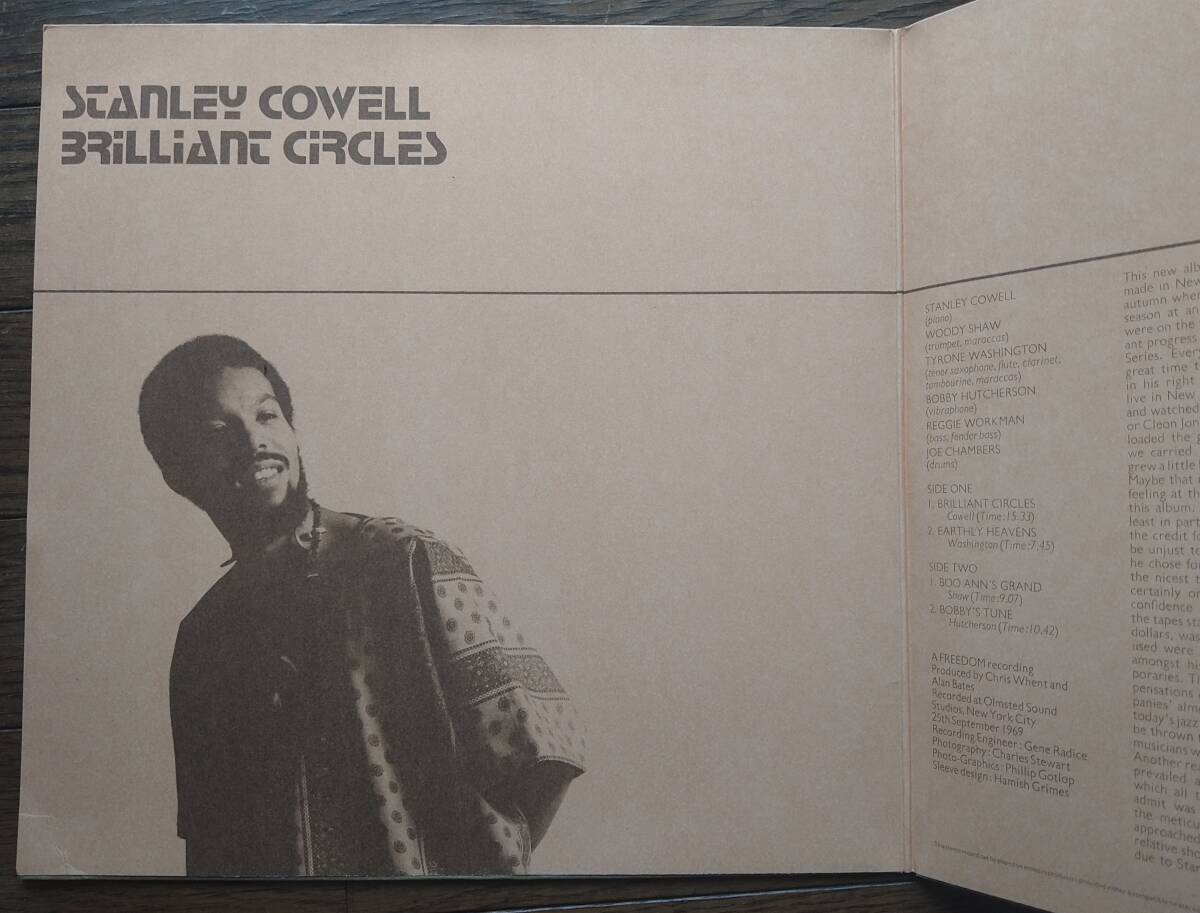 STANLEY COWELL
BRILLIANT CIRCLES
STANLEY COWELL
(piano)
WOODY SHAW
(trumpet, maraccas)
TYRONE WASHINGTON
(tenor saxophone, flute, clarinet,
tambourine, maraccas)
BOBBY HUTCHERSON
(vibraphone)
REGGIE WORKMAN
(bass, fender bass)
JOE CHAMBERS
(drums)
SIDE ONE
1. BRILLIANT CIRCLES
Cowell (Time:15.33)
2. EARTHLY HEAVENS
Washington (Time:7.45)
SIDE TWO
1. BOO ANN'S GRAND
Shaw (Time:9.07)
2. BOBBY'S TUNE
Hutcherson (Time:10.42)
A FREEDOM recording
Produced by Chris Whent and
Alan Bates
Recorded at Olmsted Sound
Studios, New York City
25th September 1969
Recording Engineer: Gene Radice
Photography: Charles Stewart
Photo-Graphics: Phillip Gotlop
Sleeve design: Hamish Grimes
This new alb
made in New
autumn when
season at an
were on the
ant progress
Series. Ever
great time t
in his right
live in New
and watched
or Cleon Jon
loaded the
we carried
grew a little
Maybe that
feeling at th
this album.
least in part
the credit fo
be unjust to
he chose for
the nicest t
certainly or
confidence
the tapes st
dollars, was
used were
amongst hi
poraries. T
pensations
panies' alm
today's jazz
be thrown
musicians w
Another re
prevailed a
which all t
admit was
the meticu
approached
relative sho
due to Star